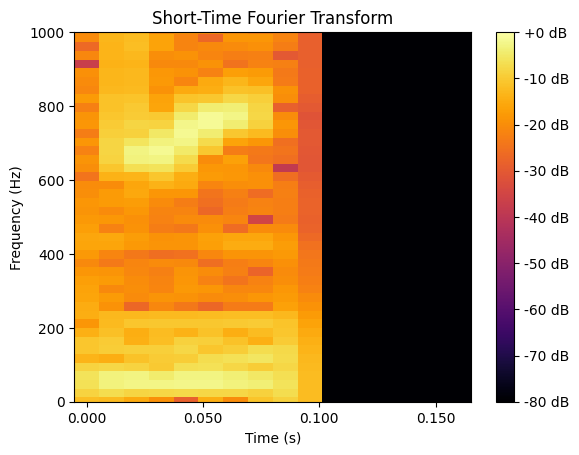 Short-Time Fourier Transform
1000
800
600
400
200
0
Frequency (Hz)
0.000
0.050
0.100
0.150
Time (s)
+0 dB
-10 dB
-20 dB
-30 dB
-40 dB
-50 dB
-60 dB
-70 dB
-80 dB